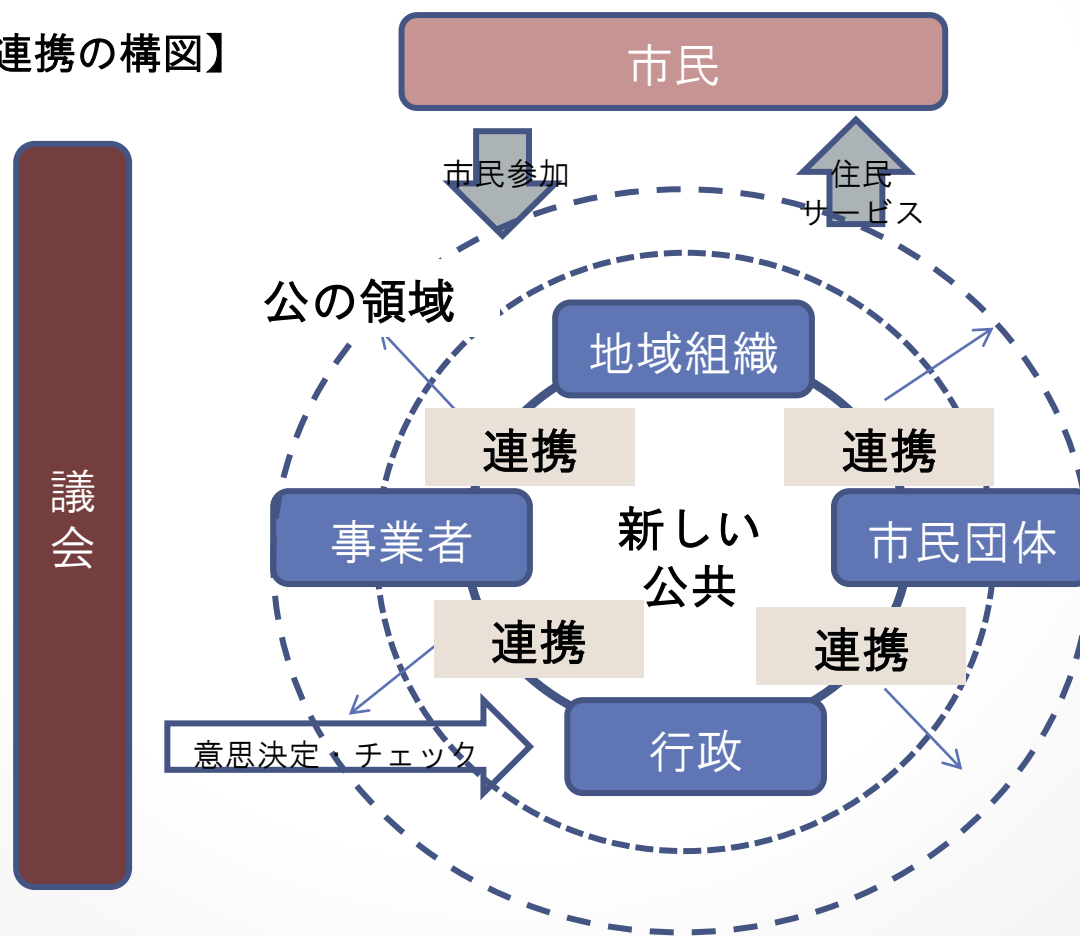 連携の構図】
市民
市民参加
住民
サービス
公の領域
地域組織
連携
連携
議
会
事業者
新しい
公共
市民団体
連携
連携
意思決定・チェック
行政